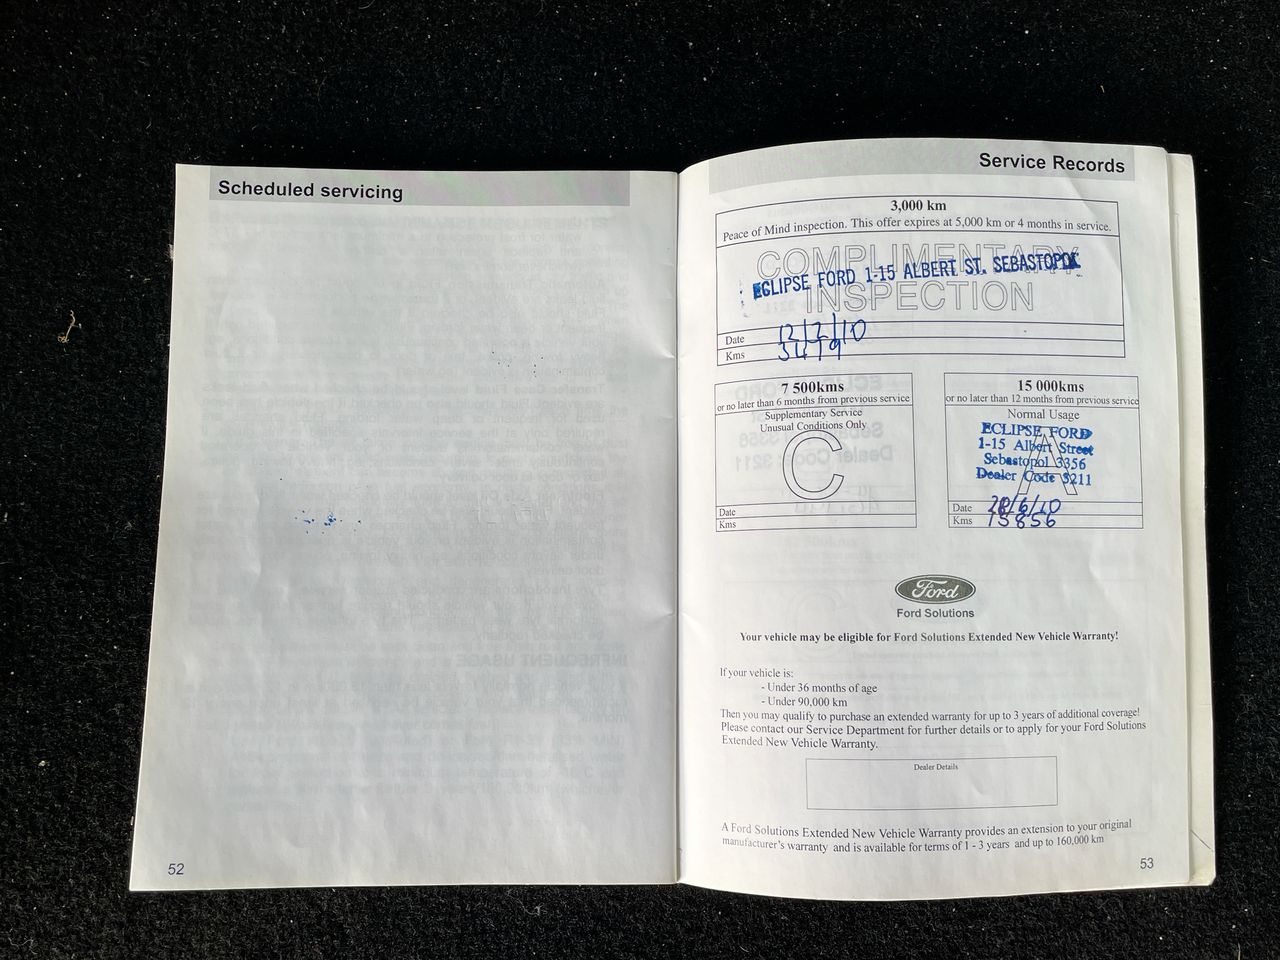 Scheduled servicing
52
Service Records
3,000 km
Peace of Mind inspection. This offer expires at 5,000 km or 4 months in service.
COMPLIMENTARY
ECLIPSE FORD 1-15 ALBERT ST. SEBASTOPOL
INSPECTION
Date 12/2/10
Kms 3479
7 500kms
or no later than 6 months from previous service
Supplementary Service
Unusual Conditions Only
C
Date
Kms
15 000kms
or no later than 12 months from previous service
Normal Usage
A
ECLIPSE FORD
1-15 Albert Street
Sebastopol 3356
Dealer Code 3211
Date 28/6/10
Kms 15856
Ford
Ford Solutions
Your vehicle may be eligible for Ford Solutions Extended New Vehicle Warranty!
If your vehicle is:
- Under 36 months of age
- Under 90,000 km
Then you may qualify to purchase an extended warranty for up to 3 years of additional coverage!
Please contact our Service Department for further details or to apply for your Ford Solutions
Extended New Vehicle Warranty.
Dealer Details
A Ford Solutions Extended New Vehicle Warranty provides an extension to your original
manufacturer's warranty and is available for terms of 1 - 3 years and up to 160,000 km
53